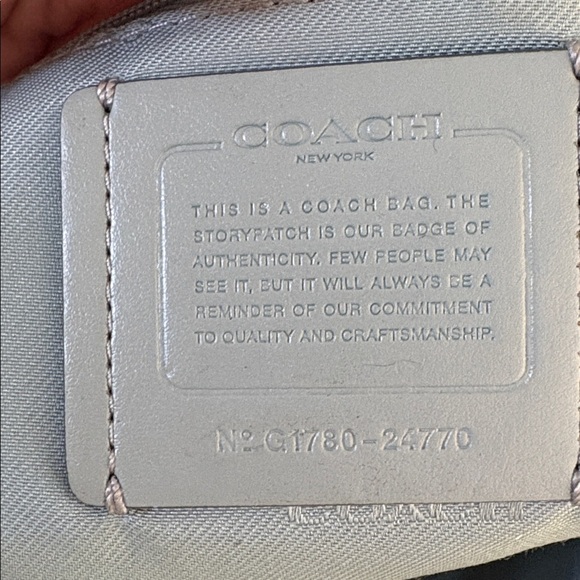 COACH
NEW YORK
THIS IS A COACH BAG. THE
STORYPATCH IS OUR BADGE OF
AUTHENTICITY. FEW PEOPLE MAY
SEE IT, BUT IT WILL ALWAYS BE A
REMINDER OF OUR COMMITMENT
TO QUALITY AND CRAFTSMANSHIP.
Nº G1780-24770